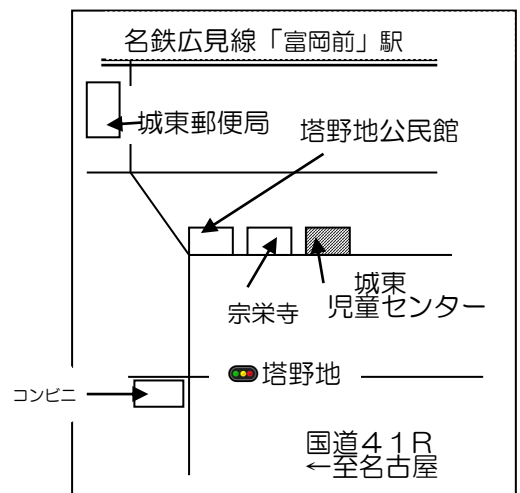 名鉄広見線「富岡前」駅
城東郵便局
塔野地公民館
城東
児童センター
宗栄寺
塔野地
コンビニ
国道４１R
←至名古屋